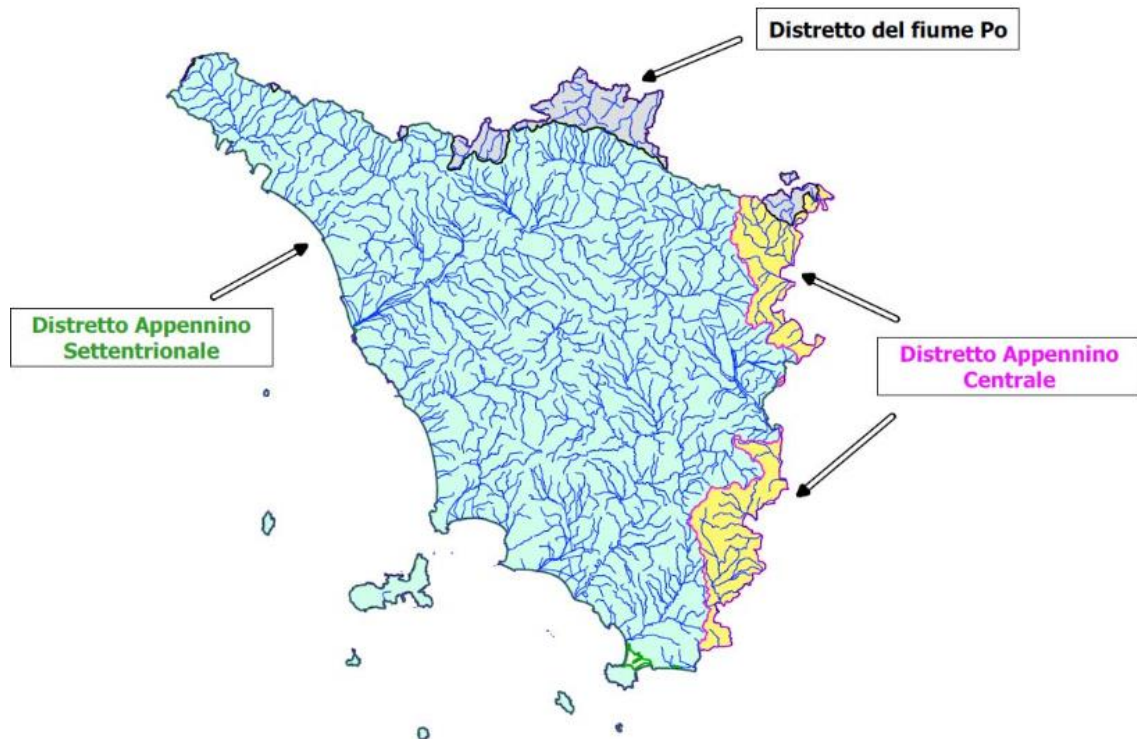 Distretto del fiume Po
Distretto Appennino
Settentrionale
Distretto Appennino
Centrale